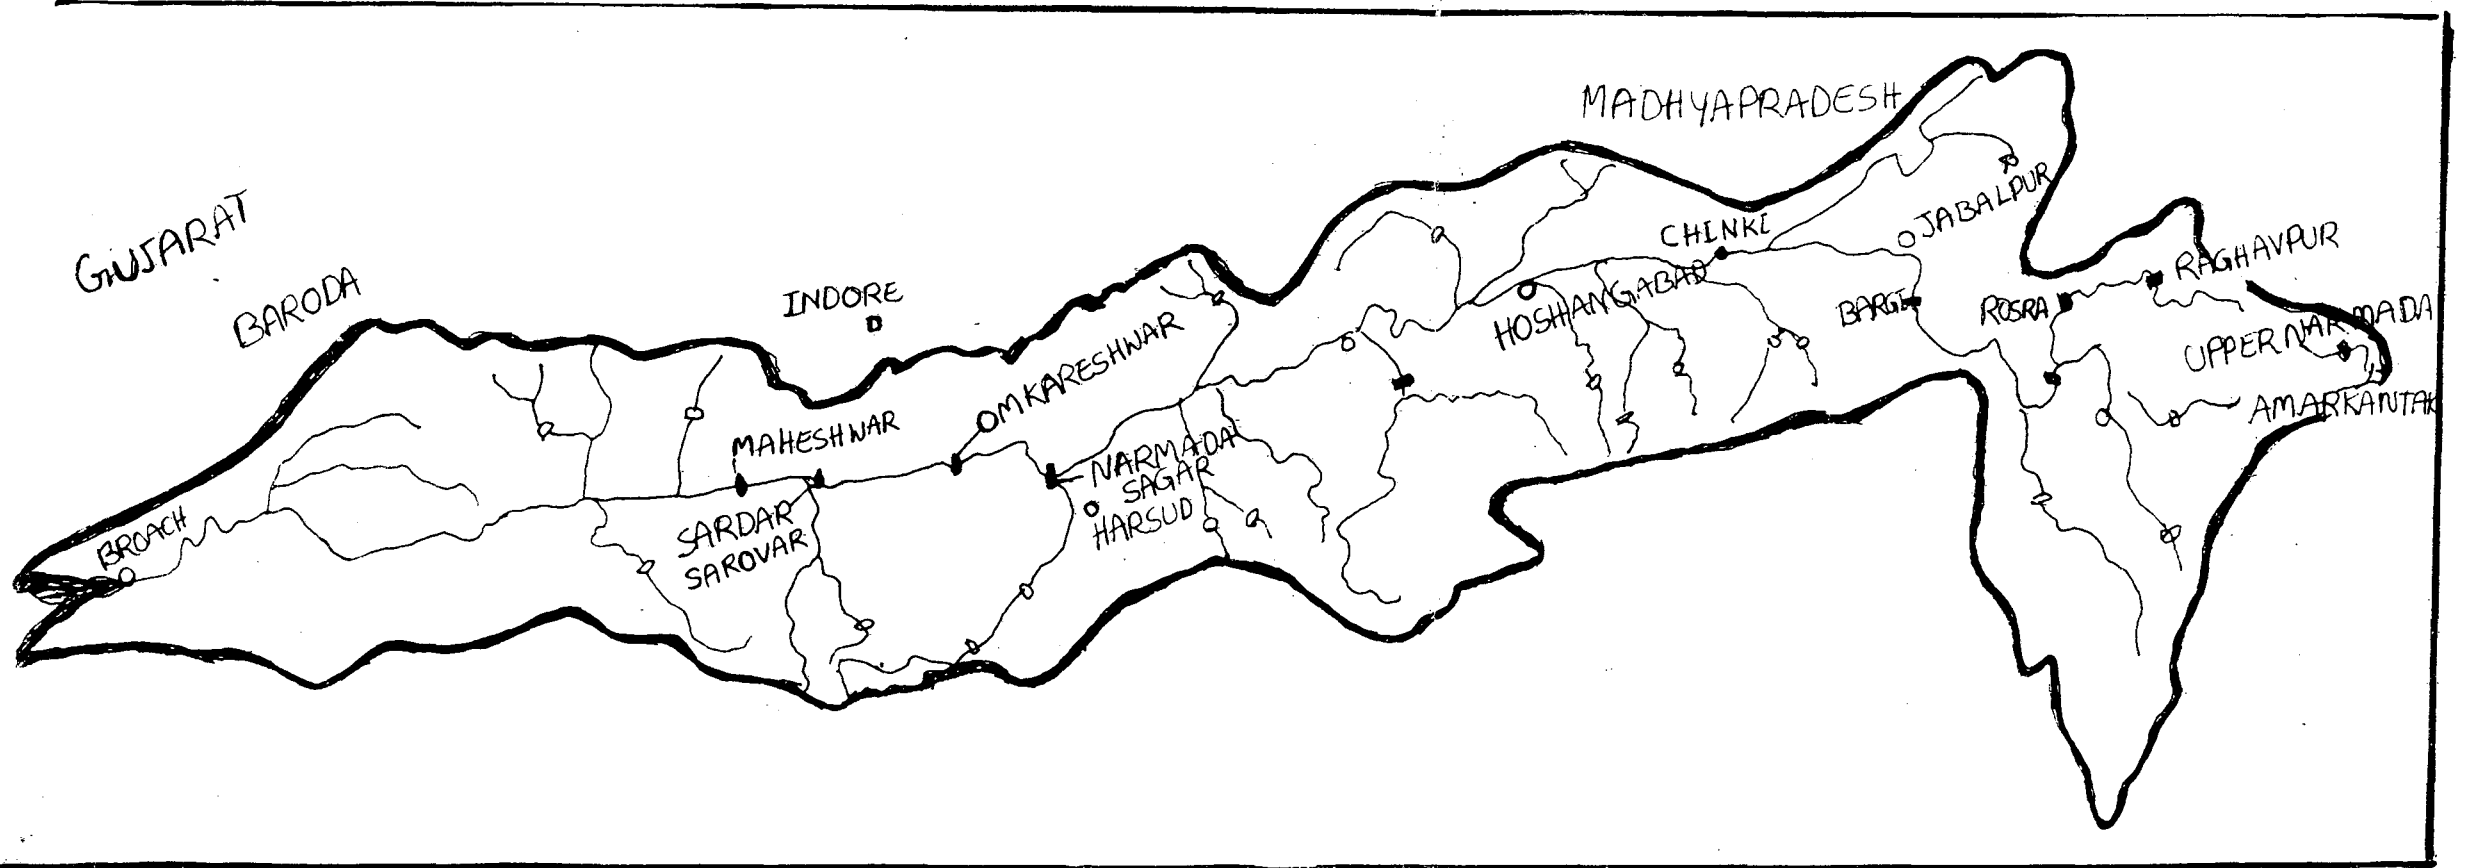 MADHYAPRADESH
GUJARAT
BARODA
INDORE
CHINKI
JABALPUR
RAGHAVPUR
HOSHANGABAD
BARGI
ROSRA
UPPER NARMADA
AMARKANTAK
OMKARESHWAR
MAHESHWAR
NARMADA
SAGAR
HARSUD
SARDAR
SAROVAR
BROACH